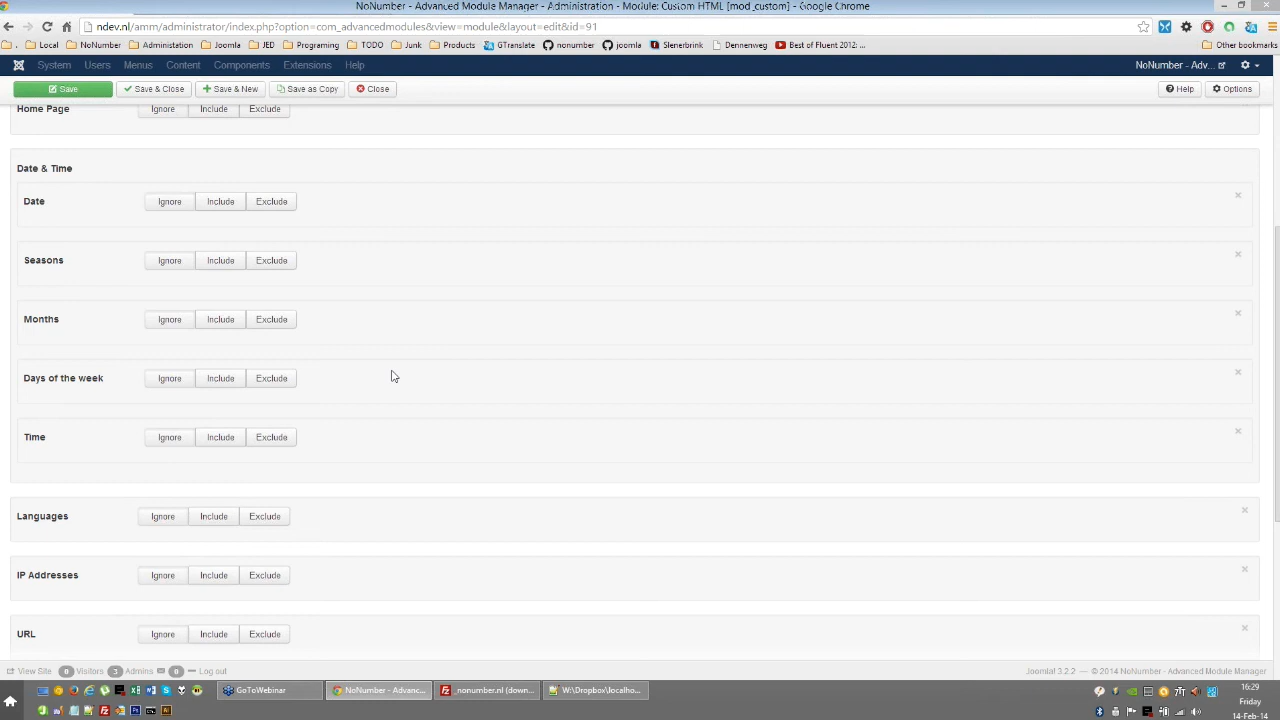 NoNumber - Advanced Module Manager - Administration - Module: Custom HTML [mod_custom] - Google Chrome
ndev.nl/amm/administrator/index.php?option=com_advancedmodules&view=module&layout=edit&id=91
Local NoNumber Administation Joomla JED Programing TODO Junk Products GTranslate nonumber joomla Slenerbrink Dennenweg Best of Fluent 2012: ... Other bookmarks
System Users Menus Content Components Extensions Help NoNumber - Adv...
Save Save & Close Save & New Save as Copy Close Help Options
Home Page Ignore Include Exclude
Date & Time
Date Ignore Include Exclude
Seasons Ignore Include Exclude
Months Ignore Include Exclude
Days of the week Ignore Include Exclude
Time Ignore Include Exclude
Languages Ignore Include Exclude
IP Addresses Ignore Include Exclude
URL Ignore Include Exclude
View Site 0 Visitors 3 Admins 0 Log out Joomla! 3.2.2 — © 2014 NoNumber - Advanced Module Manager
GoToWebinar NoNumber - Advanc... _nonumber.nl (down... W:\Dropbox\localho...
16:29
Friday
14-Feb-14